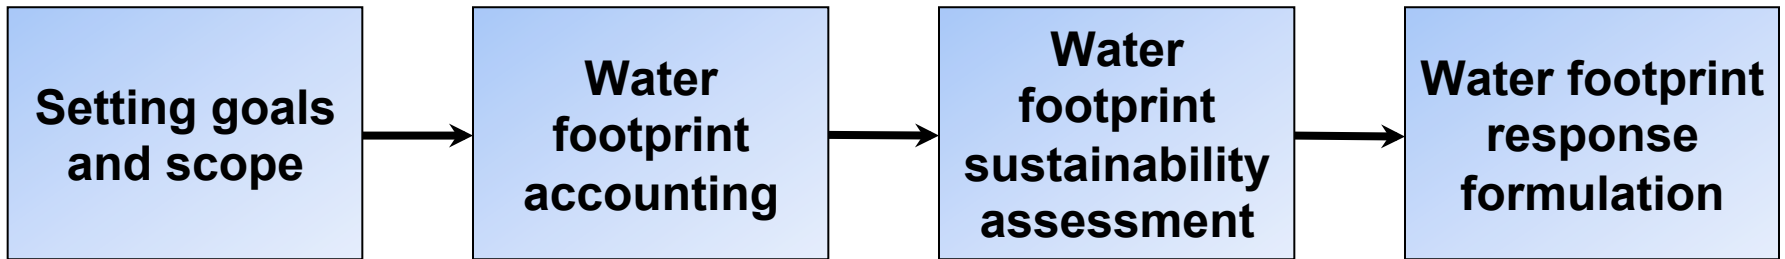 Setting goals
and scope
Water
footprint
accounting
Water
footprint
sustainability
assessment
Water footprint
response
formulation